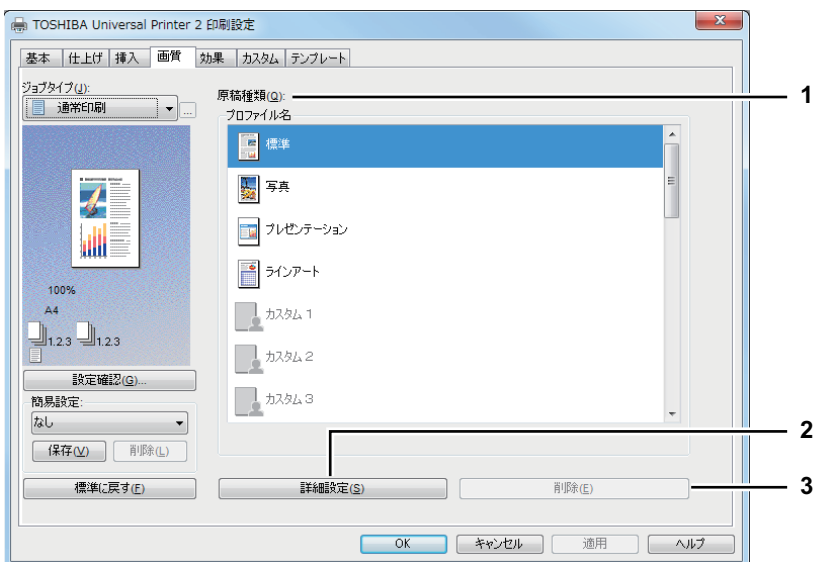 TOSHIBA Universal Printer 2 印刷設定
基本 仕上げ 挿入 画質 効果 カスタム テンプレート
ジョブタイプ(J):
通常印刷
...
100%
A4
1.2.3 1.2.3
設定確認(G)...
簡易設定:
なし
保存(V) 削除(L)
標準に戻す(F)
原稿種類(Q):
プロファイル名
標準
写真
プレゼンテーション
ラインアート
カスタム 1
カスタム 2
カスタム 3
詳細設定(S) 削除(E)
OK キャンセル 適用 ヘルプ
1
2
3